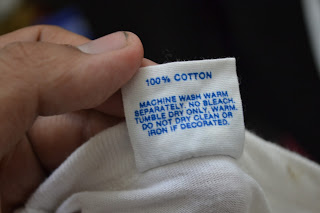 100% COTTON
MACHINE WASH WARM
SEPARATELY. NO BLEACH.
TUMBLE DRY ONLY, WARM.
DO NOT DRY CLEAN OR
IRON IF DECORATED.